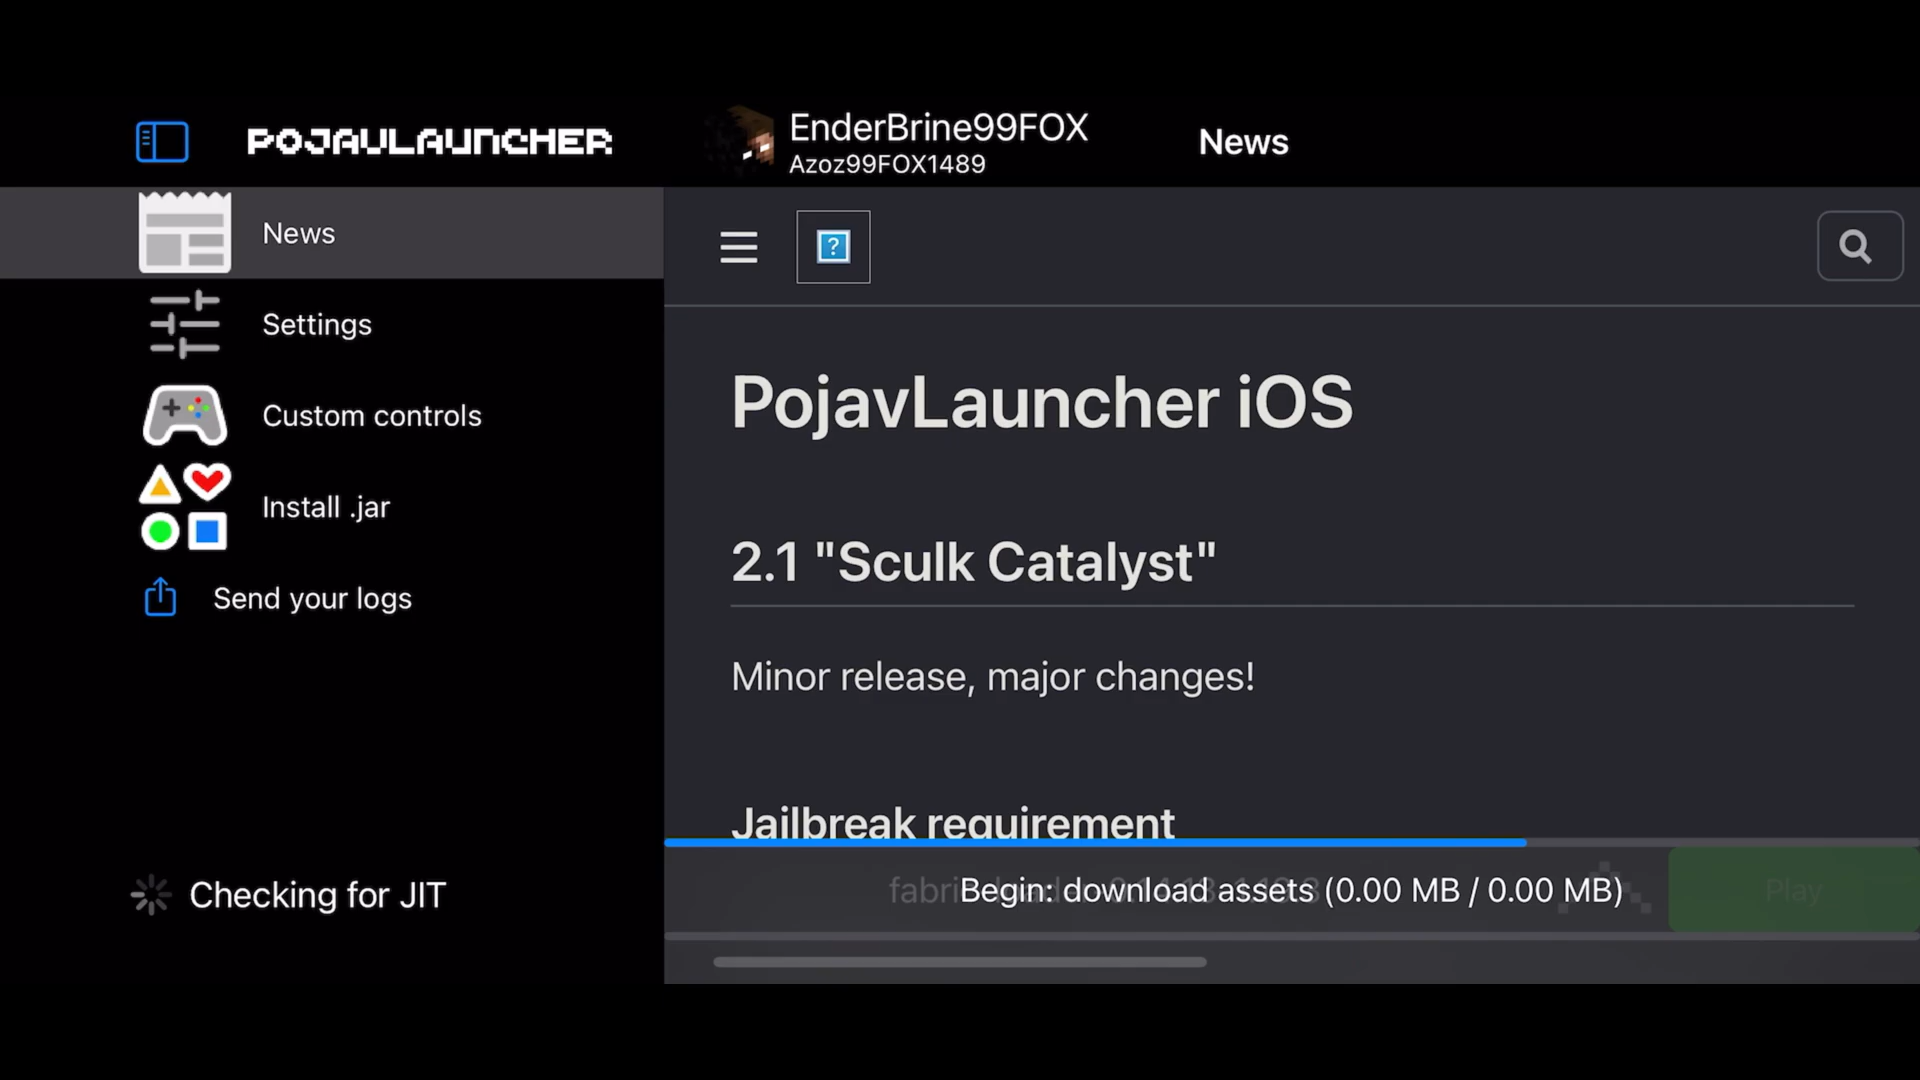 POJAVLAUNCHER
EnderBrine99FOX
Azoz99FOX1489
News
News
Settings
Custom controls
Install .jar
Send your logs
Checking for JIT
?
PojavLauncher iOS
2.1 "Sculk Catalyst"
Minor release, major changes!
Jailbreak requirement
Begin: download assets (0.00 MB / 0.00 MB)
Play